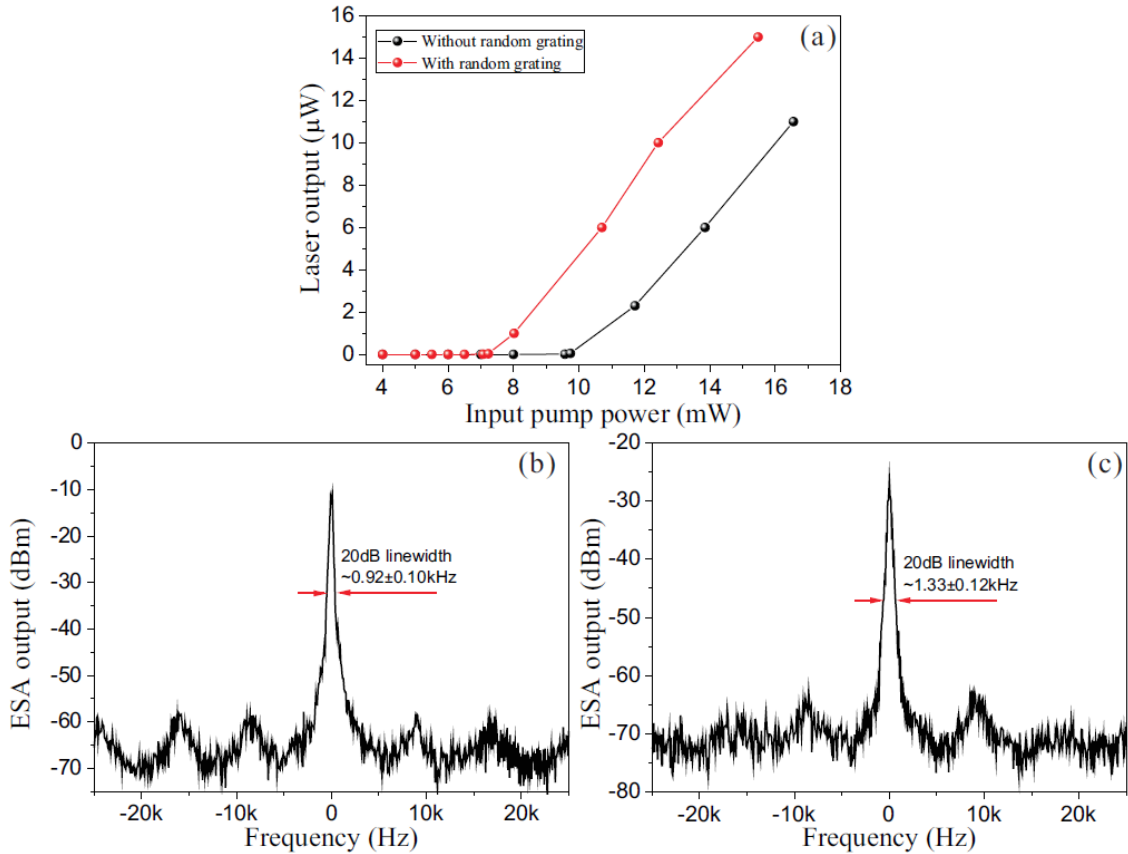 (a)
Without random grating
With random grating
Laser output (µW)
16
14
12
10
8
6
4
2
0
4 6 8 10 12 14 16 18
Input pump power (mW)
(b)
ESA output (dBm)
0
-10
-20
-30
-40
-50
-60
-70
20dB linewidth
~0.92±0.10kHz
-20k -10k 0 10k 20k
Frequency (Hz)
(c)
ESA output (dBm)
-20
-30
-40
-50
-60
-70
-80
20dB linewidth
~1.33±0.12kHz
-20k -10k 0 10k 20k
Frequency (Hz)